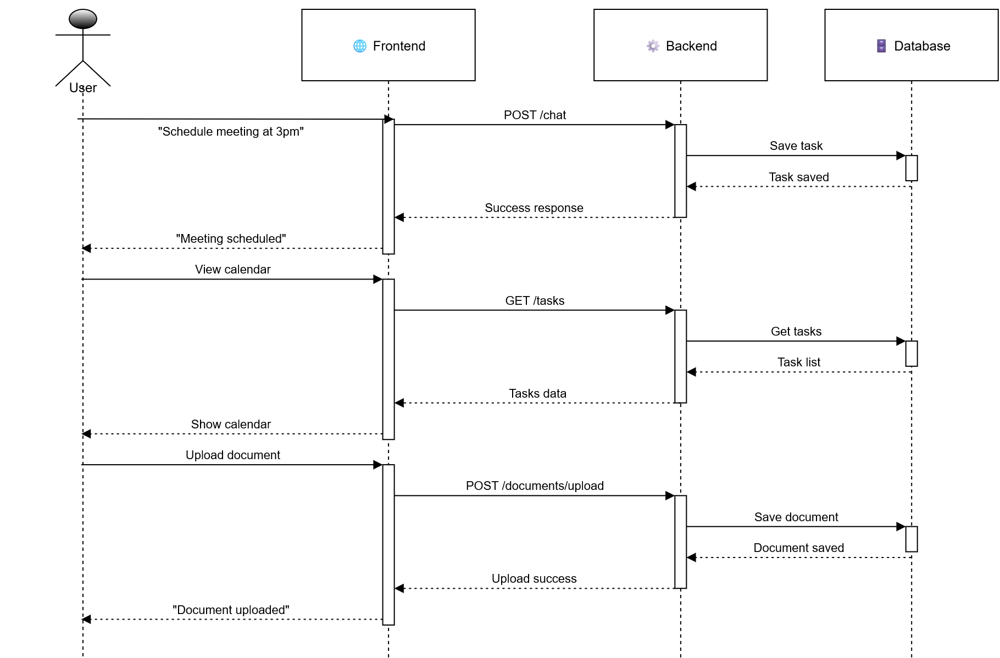 User
Frontend
Backend
Database
POST /chat
"Schedule meeting at 3pm"
Save task
Task saved
Success response
"Meeting scheduled"
View calendar
GET /tasks
Get tasks
Task list
Tasks data
Show calendar
Upload document
POST /documents/upload
Save document
Document saved
Upload success
"Document uploaded"